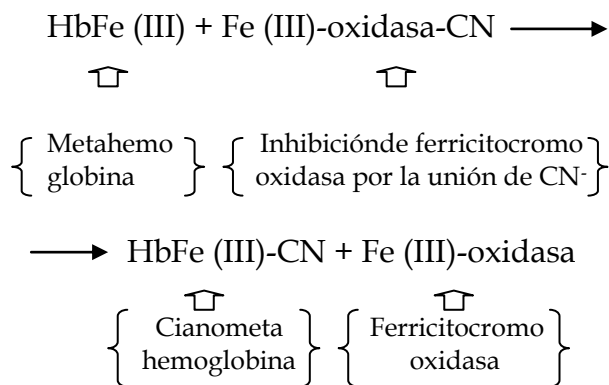 HbFe (III) + Fe (III)-oxidasa-CN
Metahemo
globina
Inhibiciónde ferricitocromo
oxidasa por la unión de CN⁻
HbFe (III)-CN + Fe (III)-oxidasa
Cianometa
hemoglobina
Ferricitocromo
oxidasa